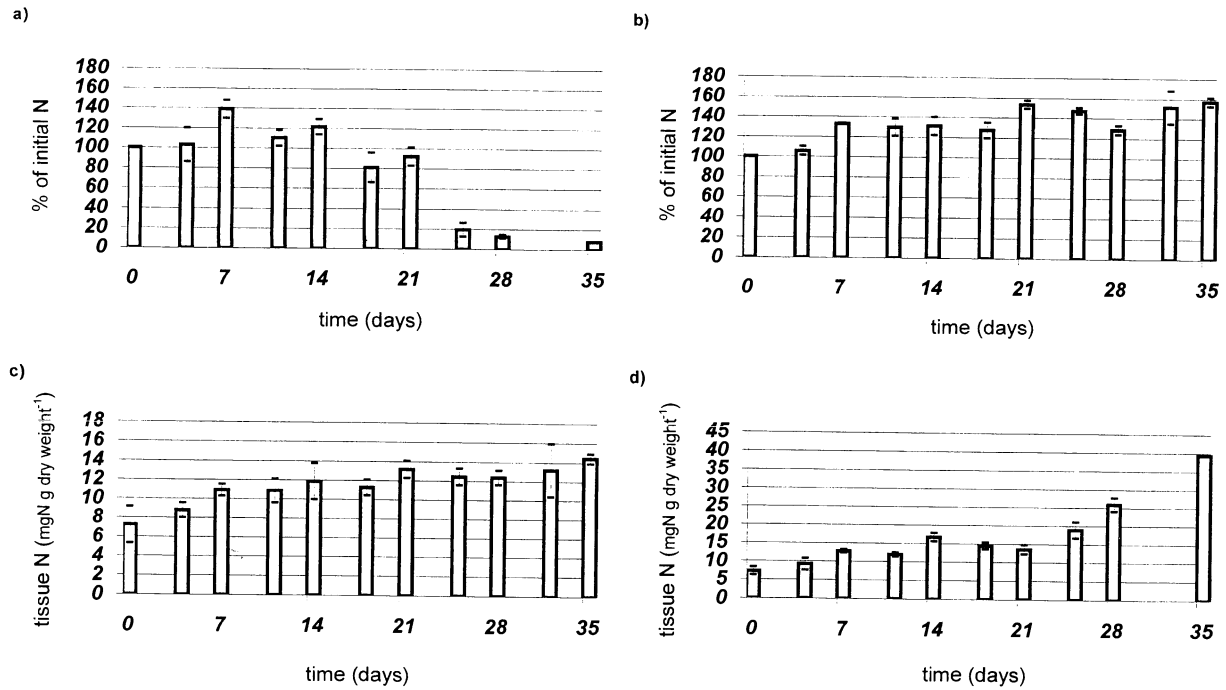 a)
% of initial N
180
160
140
120
100
80
60
40
20
0
0 7 14 21 28 35
time (days)
b)
% of initial N
180
160
140
120
100
80
60
40
20
0
0 7 14 21 28 35
time (days)
c)
tissue N (mgN g dry weight⁻¹)
18
16
14
12
10
8
6
4
2
0
0 7 14 21 28 35
time (days)
d)
tissue N (mgN g dry weight⁻¹)
45
40
35
30
25
20
15
10
5
0
0 7 14 21 28 35
time (days)